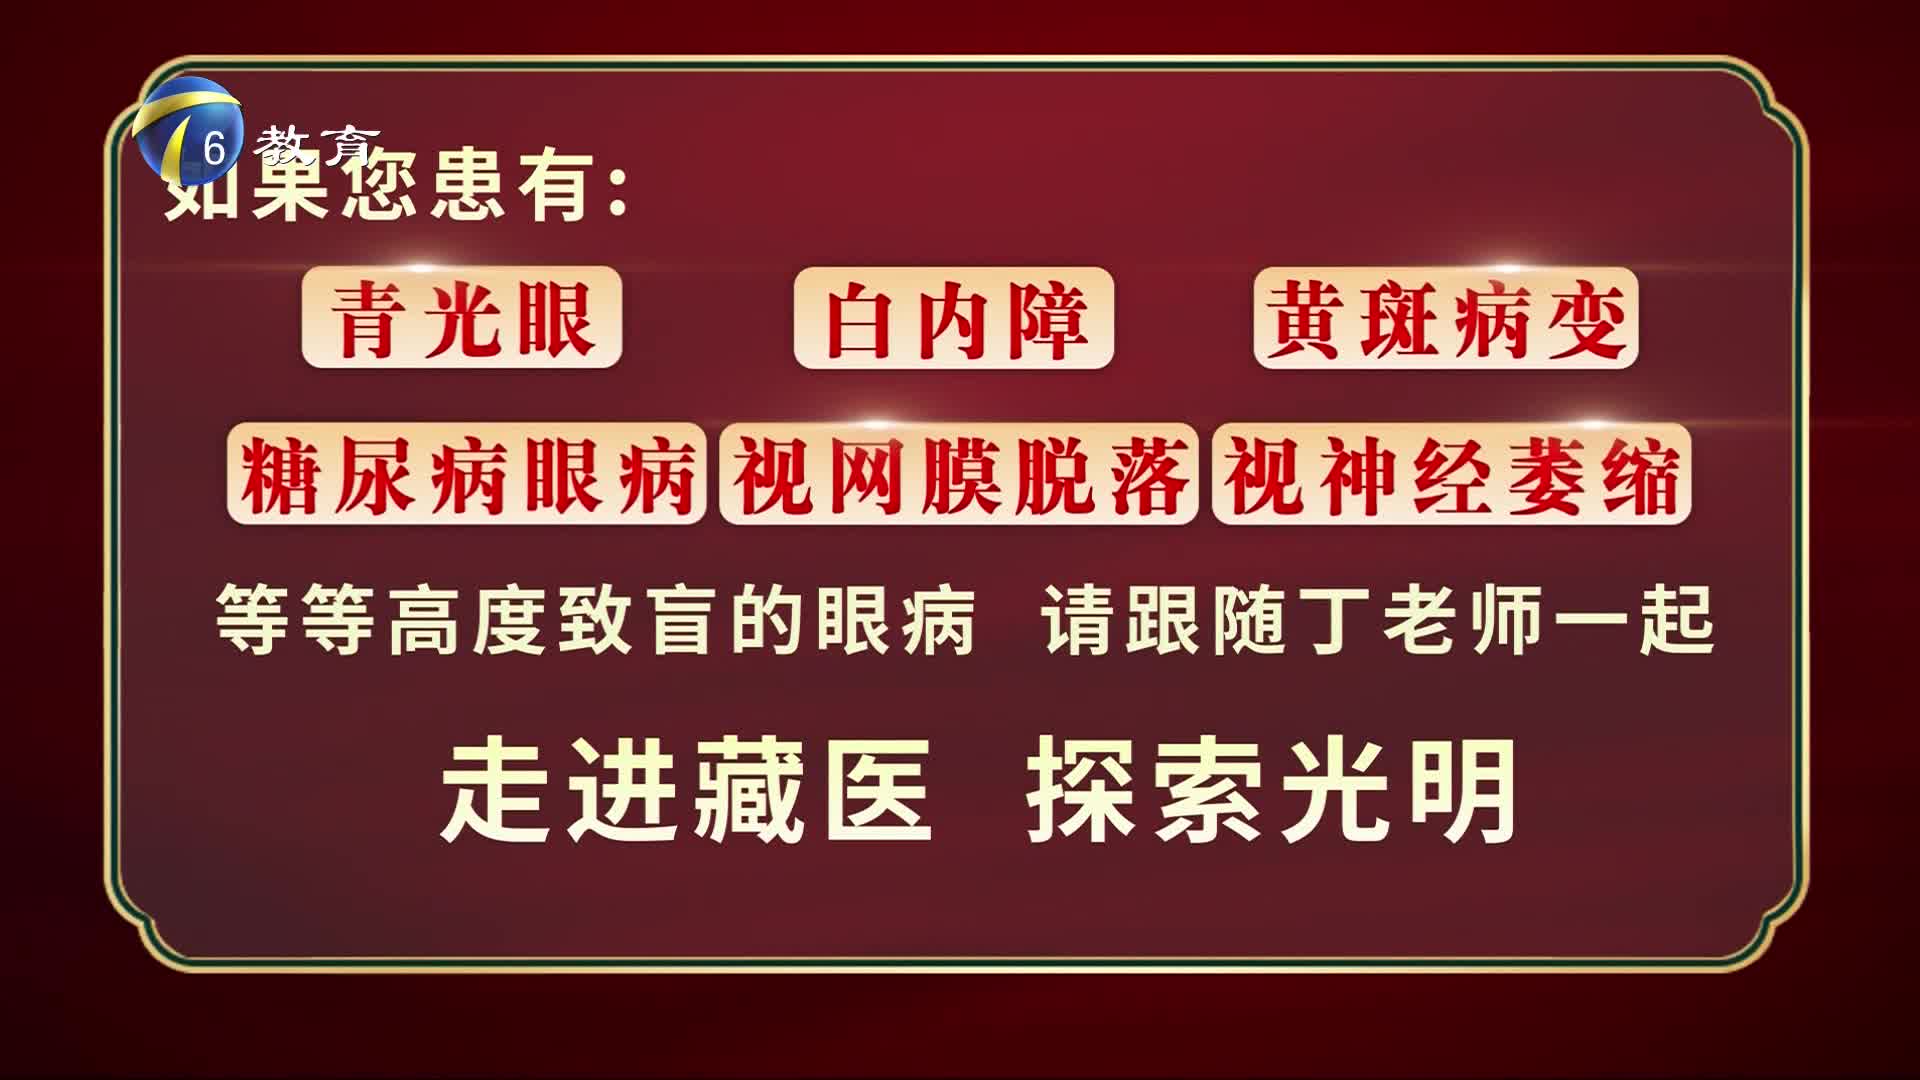 6 教育
如果您患有:
青光眼 白内障 黄斑病变
糖尿病眼病 视网膜脱落 视神经萎缩
等等高度致盲的眼病 请跟随丁老师一起
走进藏医 探索光明